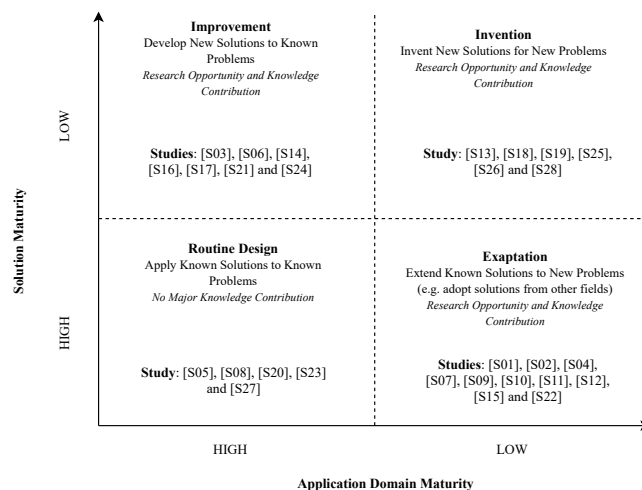 Improvement
Develop New Solutions to Known
Problems
Research Opportunity and Knowledge
Contribution
Studies: [S03], [S06], [S14],
[S16], [S17], [S21] and [S24]
Invention
Invent New Solutions for New Problems
Research Opportunity and Knowledge
Contribution
Study: [S13], [S18], [S19], [S25],
[S26] and [S28]
LOW
Solution Maturity
HIGH
Routine Design
Apply Known Solutions to Known
Problems
No Major Knowledge Contribution
Study: [S05], [S08], [S20], [S23]
and [S27]
Exaptation
Extend Known Solutions to New Problems
(e.g. adopt solutions from other fields)
Research Opportunity and Knowledge
Contribution
Studies: [S01], [S02], [S04],
[S07], [S09], [S10], [S11], [S12],
[S15] and [S22]
HIGH
LOW
Application Domain Maturity